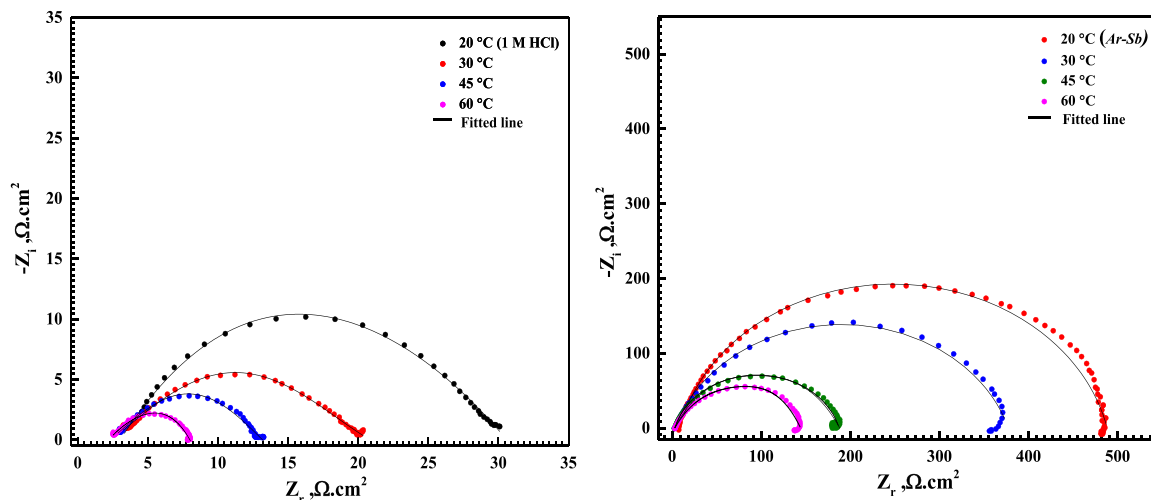 35
30
25
20
15
10
5
0
-Z_i ,Ω.cm²
20 °C (1 M HCl)
30 °C
45 °C
60 °C
Fitted line
0 5 10 15 20 25 30 35
Z_r ,Ω.cm²
500
400
300
200
100
0
-Z_i ,Ω.cm²
20 °C (Ar-Sb)
30 °C
45 °C
60 °C
Fitted line
0 100 200 300 400 500
Z_r ,Ω.cm²